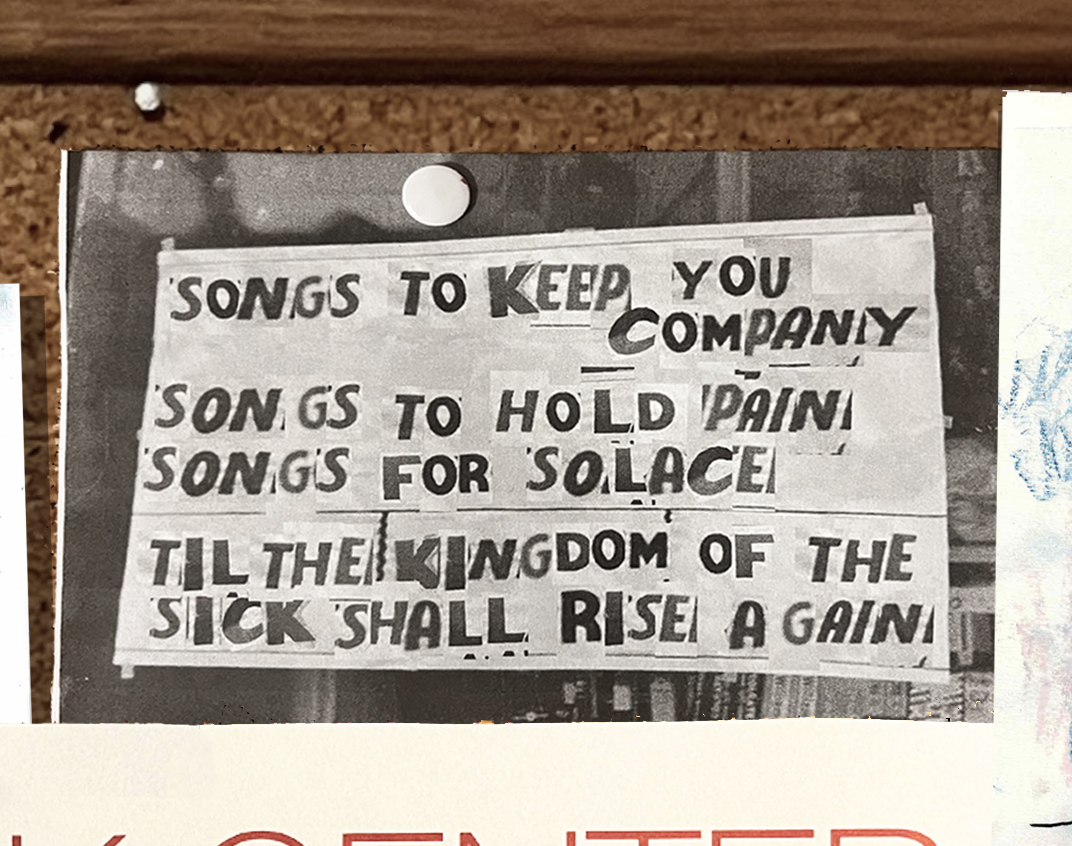 SONGS TO KEEP YOU
COMPANY
SONGS TO HOLD PAIN
SONGS FOR SOLACE
TIL THE KINGDOM OF THE
SICK SHALL RISE AGAIN
CENTER